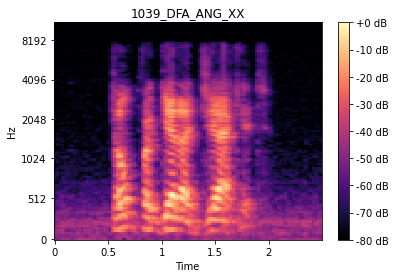 1039_DFA_ANG_XX
+0 dB
8192
-10 dB
4096
-20 dB
-30 dB
2048
Hz
-40 dB
1024
-50 dB
512
-60 dB
-70 dB
0
-80 dB
0 0.5 1 1.5 2
Time